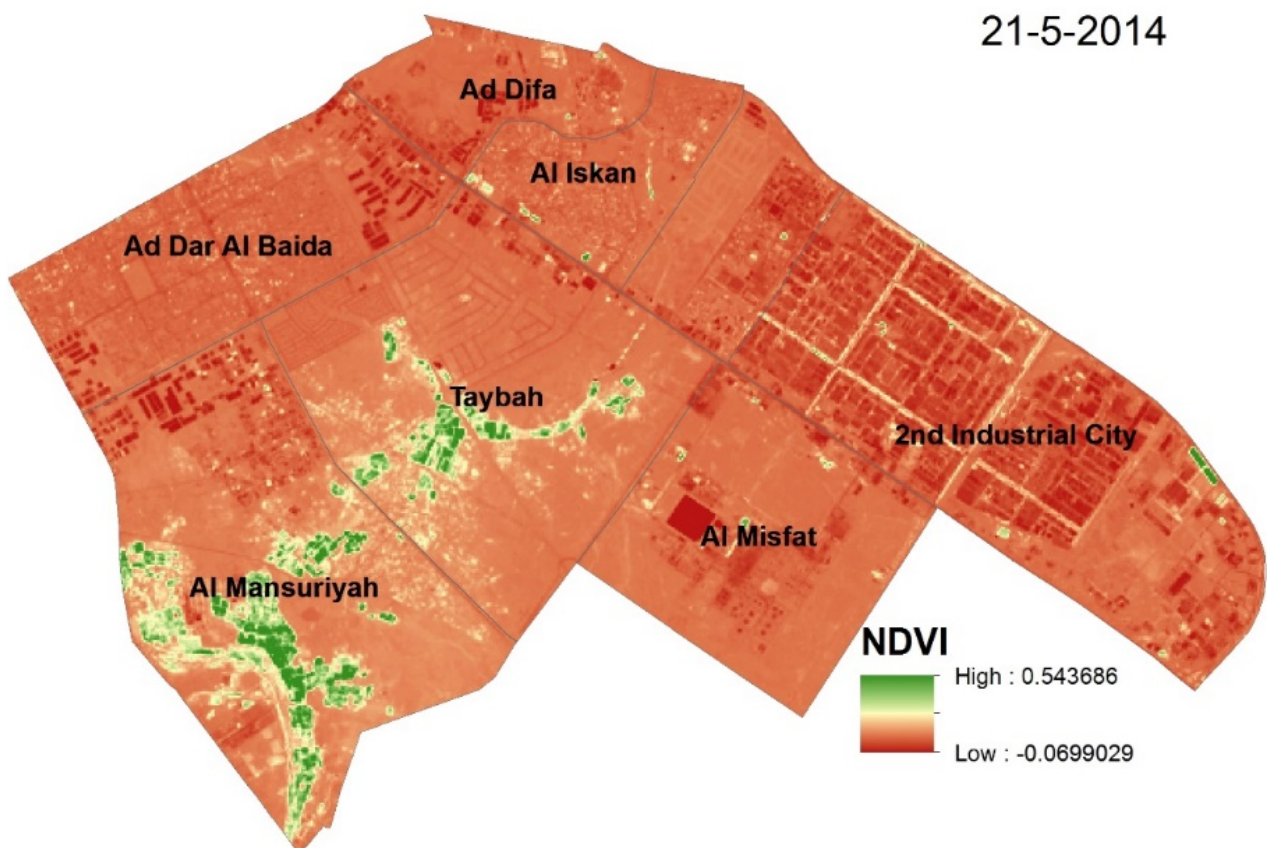 21-5-2014
Ad Difa
Al Iskan
Ad Dar Al Baida
Taybah
2nd Industrial City
Al Misfat
Al Mansuriyah
NDVI
High : 0.543686
Low : -0.0699029